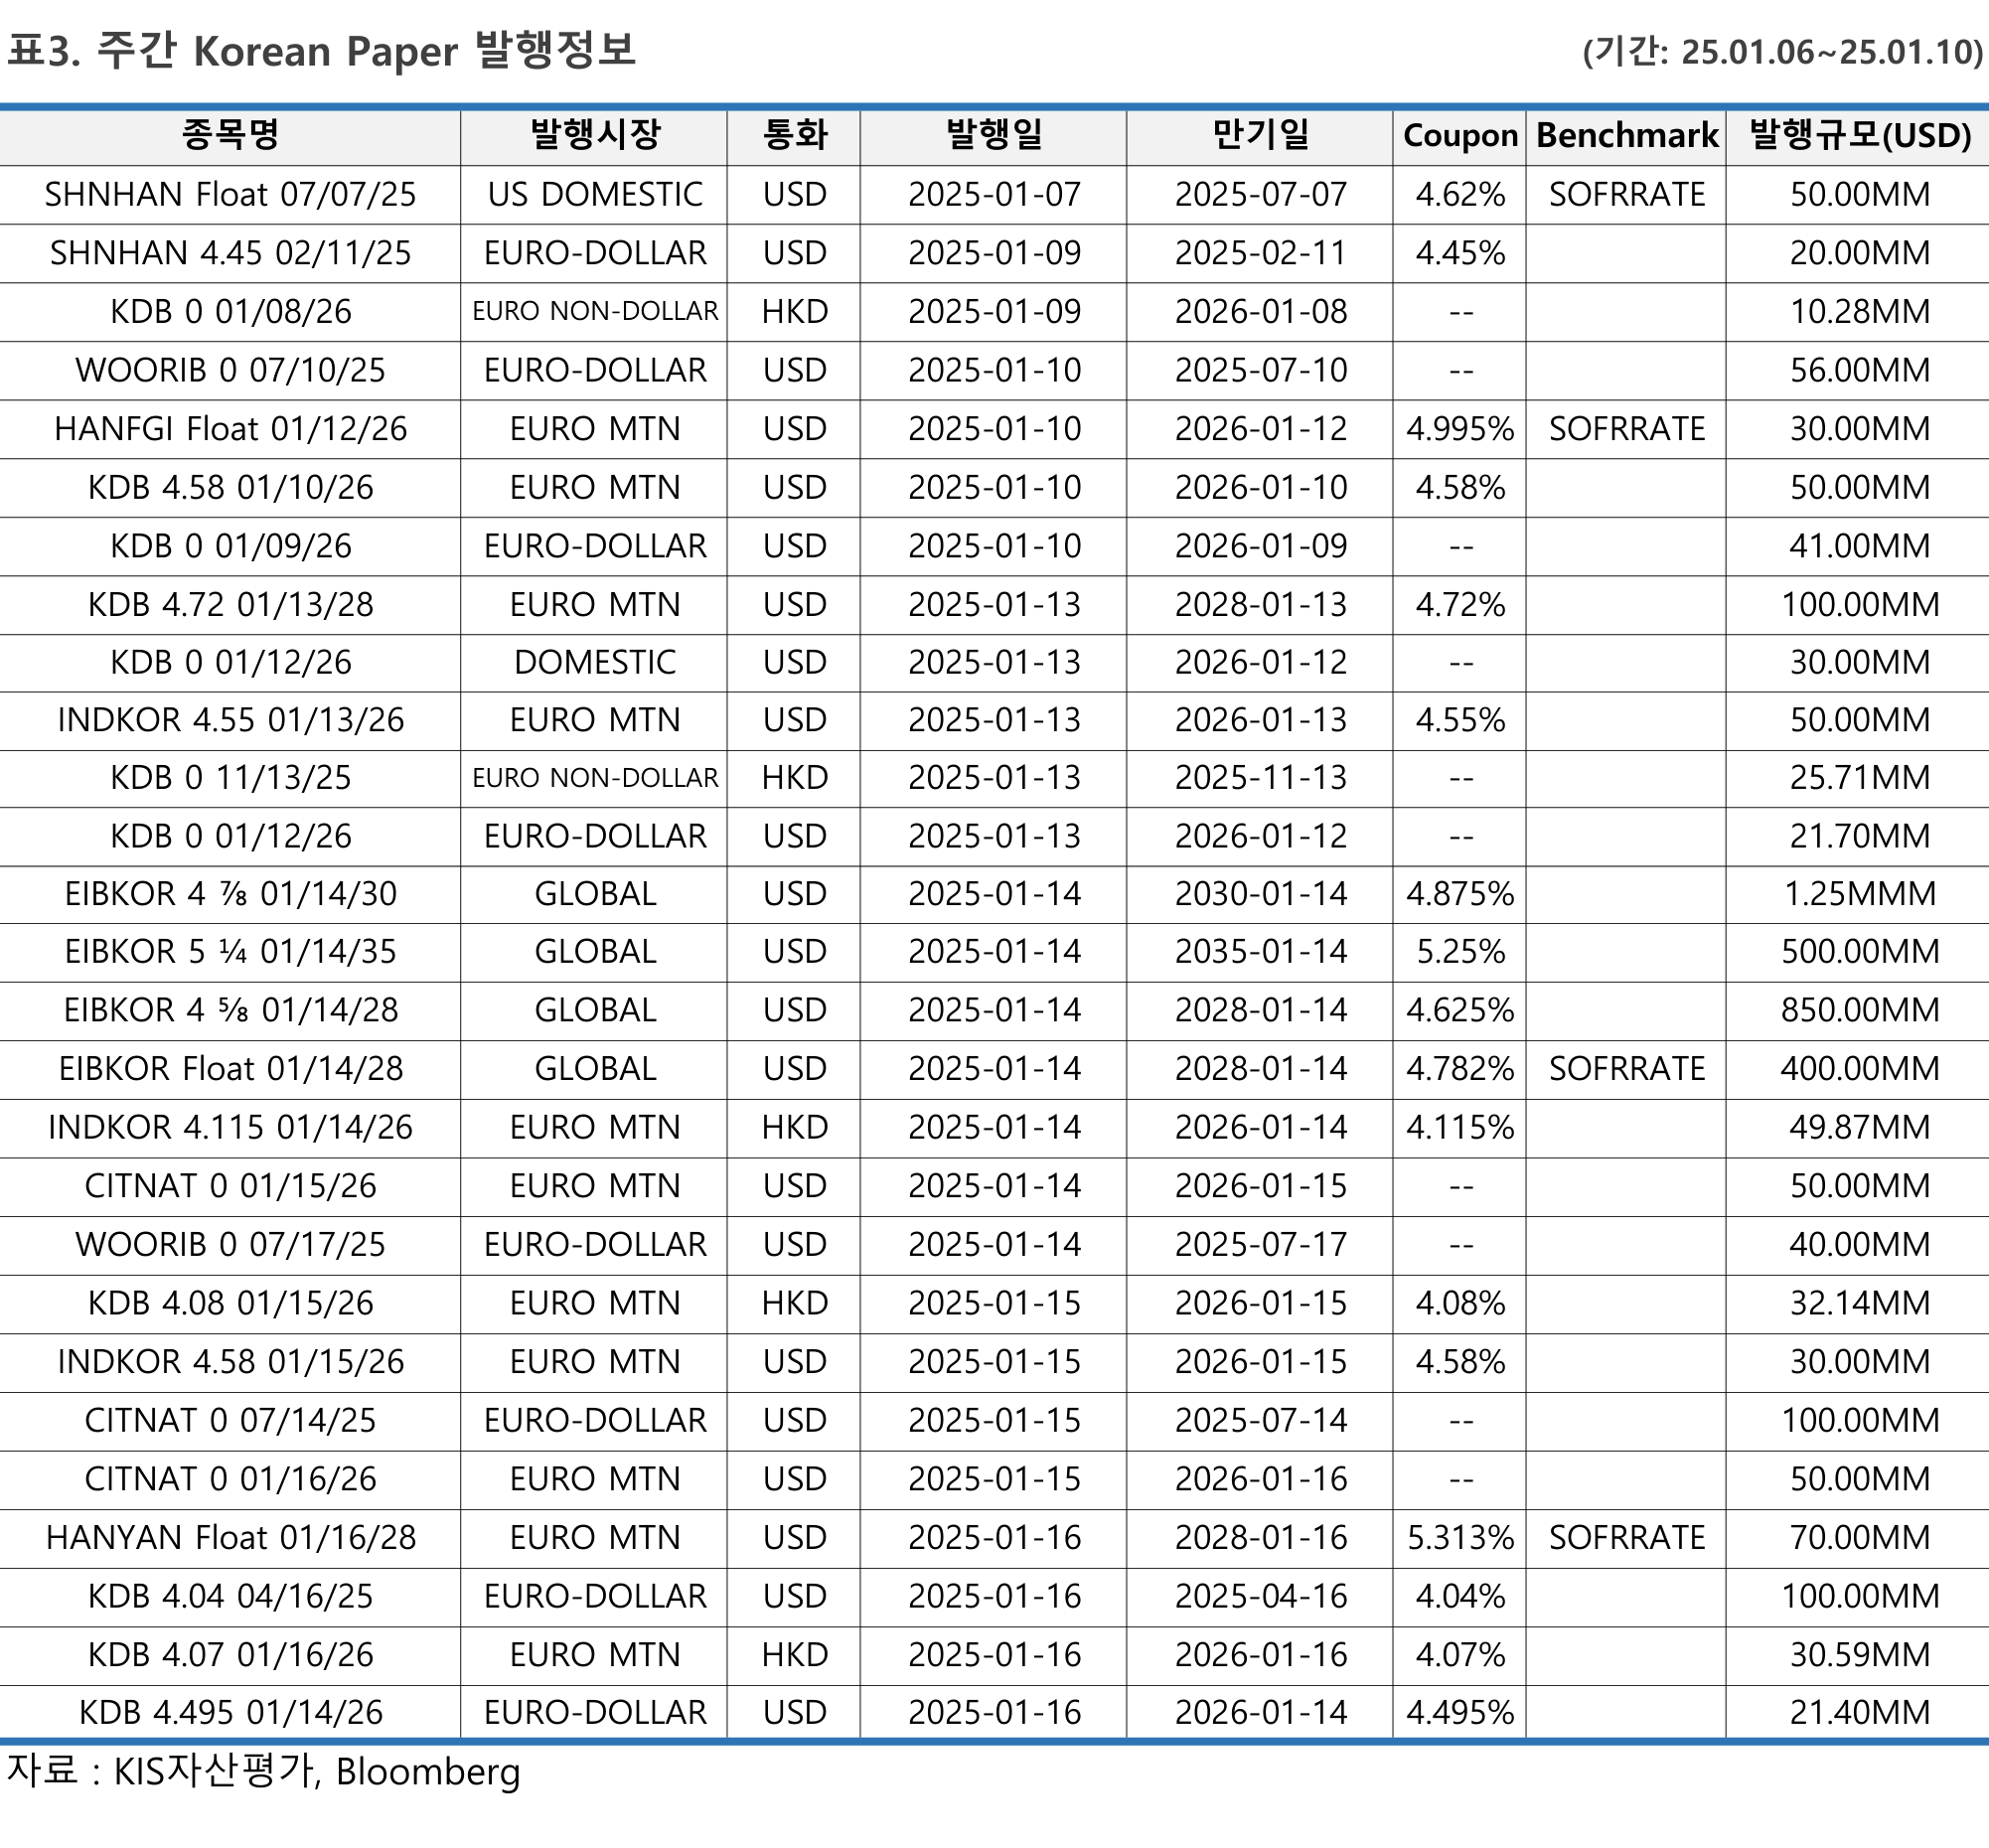 표3. 주간 Korean Paper 발행정보 (기간: 25.01.06~25.01.10)
종목명 발행시장 통화 발행일 만기일 Coupon Benchmark 발행규모(USD)
SHNHAN Float 07/07/25 US DOMESTIC USD 2025-01-07 2025-07-07 4.62% SOFRRATE 50.00MM
SHNHAN 4.45 02/11/25 EURO-DOLLAR USD 2025-01-09 2025-02-11 4.45% 20.00MM
KDB 0 01/08/26 EURO NON-DOLLAR HKD 2025-01-09 2026-01-08 -- 10.28MM
WOORIB 0 07/10/25 EURO-DOLLAR USD 2025-01-10 2025-07-10 -- 56.00MM
HANFGI Float 01/12/26 EURO MTN USD 2025-01-10 2026-01-12 4.995% SOFRRATE 30.00MM
KDB 4.58 01/10/26 EURO MTN USD 2025-01-10 2026-01-10 4.58% 50.00MM
KDB 0 01/09/26 EURO-DOLLAR USD 2025-01-10 2026-01-09 -- 41.00MM
KDB 4.72 01/13/28 EURO MTN USD 2025-01-13 2028-01-13 4.72% 100.00MM
KDB 0 01/12/26 DOMESTIC USD 2025-01-13 2026-01-12 -- 30.00MM
INDKOR 4.55 01/13/26 EURO MTN USD 2025-01-13 2026-01-13 4.55% 50.00MM
KDB 0 11/13/25 EURO NON-DOLLAR HKD 2025-01-13 2025-11-13 -- 25.71MM
KDB 0 01/12/26 EURO-DOLLAR USD 2025-01-13 2026-01-12 -- 21.70MM
EIBKOR 4 ⅞ 01/14/30 GLOBAL USD 2025-01-14 2030-01-14 4.875% 1.25MMM
EIBKOR 5 ¼ 01/14/35 GLOBAL USD 2025-01-14 2035-01-14 5.25% 500.00MM
EIBKOR 4 ⅝ 01/14/28 GLOBAL USD 2025-01-14 2028-01-14 4.625% 850.00MM
EIBKOR Float 01/14/28 GLOBAL USD 2025-01-14 2028-01-14 4.782% SOFRRATE 400.00MM
INDKOR 4.115 01/14/26 EURO MTN HKD 2025-01-14 2026-01-14 4.115% 49.87MM
CITNAT 0 01/15/26 EURO MTN USD 2025-01-14 2026-01-15 -- 50.00MM
WOORIB 0 07/17/25 EURO-DOLLAR USD 2025-01-14 2025-07-17 -- 40.00MM
KDB 4.08 01/15/26 EURO MTN HKD 2025-01-15 2026-01-15 4.08% 32.14MM
INDKOR 4.58 01/15/26 EURO MTN USD 2025-01-15 2026-01-15 4.58% 30.00MM
CITNAT 0 07/14/25 EURO-DOLLAR USD 2025-01-15 2025-07-14 -- 100.00MM
CITNAT 0 01/16/26 EURO MTN USD 2025-01-15 2026-01-16 -- 50.00MM
HANYAN Float 01/16/28 EURO MTN USD 2025-01-16 2028-01-16 5.313% SOFRRATE 70.00MM
KDB 4.04 04/16/25 EURO-DOLLAR USD 2025-01-16 2025-04-16 4.04% 100.00MM
KDB 4.07 01/16/26 EURO MTN HKD 2025-01-16 2026-01-16 4.07% 30.59MM
KDB 4.495 01/14/26 EURO-DOLLAR USD 2025-01-16 2026-01-14 4.495% 21.40MM
자료 : KIS자산평가, Bloomberg